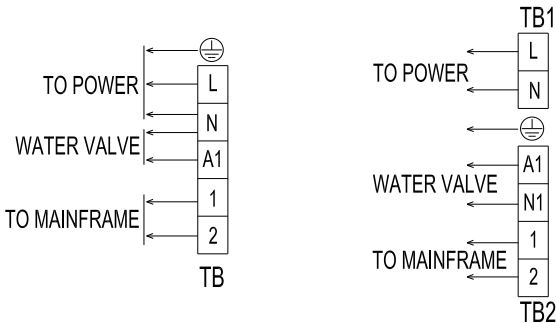 TO POWER
L
N
WATER VALVE
A1
TO MAINFRAME
1
2
TB
TB1
TO POWER
L
N
WATER VALVE
A1
N1
TO MAINFRAME
1
2
TB2